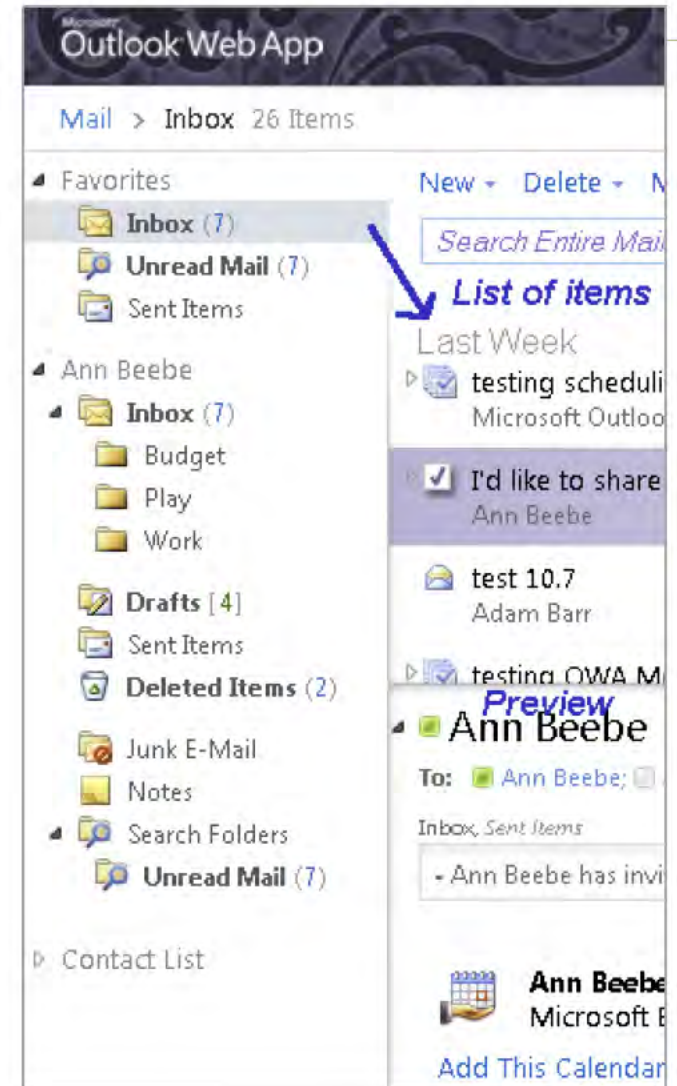 Microsoft
Outlook Web App
Mail > Inbox 26 Items
Favorites
Inbox (7)
Unread Mail (7)
Sent Items
Ann Beebe
Inbox (7)
Budget
Play
Work
Drafts [4]
Sent Items
Deleted Items (2)
Junk E-Mail
Notes
Search Folders
Unread Mail (7)
Contact List
New Delete
Search Entire Mail
List of items
Last Week
testing scheduli
Microsoft Outloo
I'd like to share
Ann Beebe
test 10.7
Adam Barr
testing OWA M
Preview
Ann Beebe
To: Ann Beebe;
Inbox, Sent Items
- Ann Beebe has invi
Ann Beebe
Microsoft E
Add This Calendar